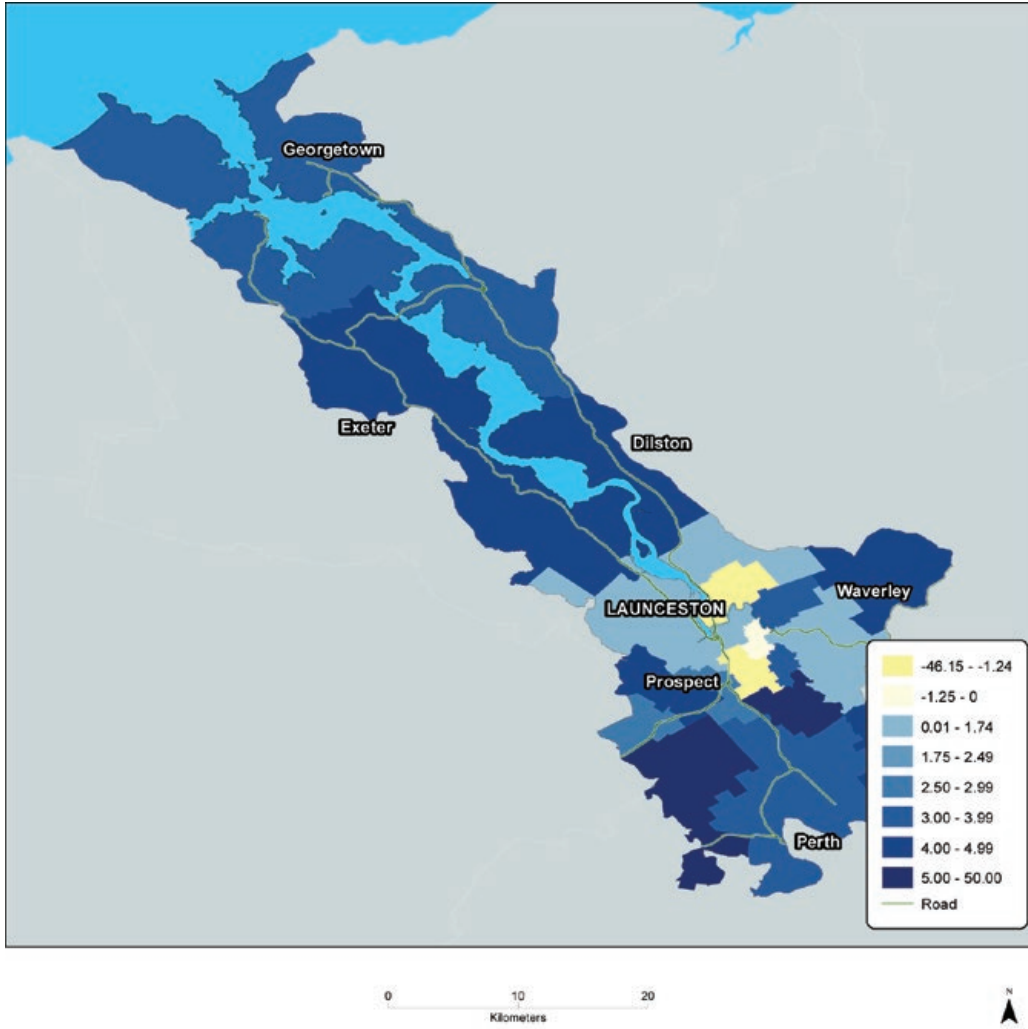 Georgetown
Exeter
Dilston
Waverley
LAUNCESTON
Prospect
Perth
-46.15 - -1.24
-1.25 - 0
0.01 - 1.74
1.75 - 2.49
2.50 - 2.99
3.00 - 3.99
4.00 - 4.99
5.00 - 50.00
Road
0 10 20
Kilometers
N